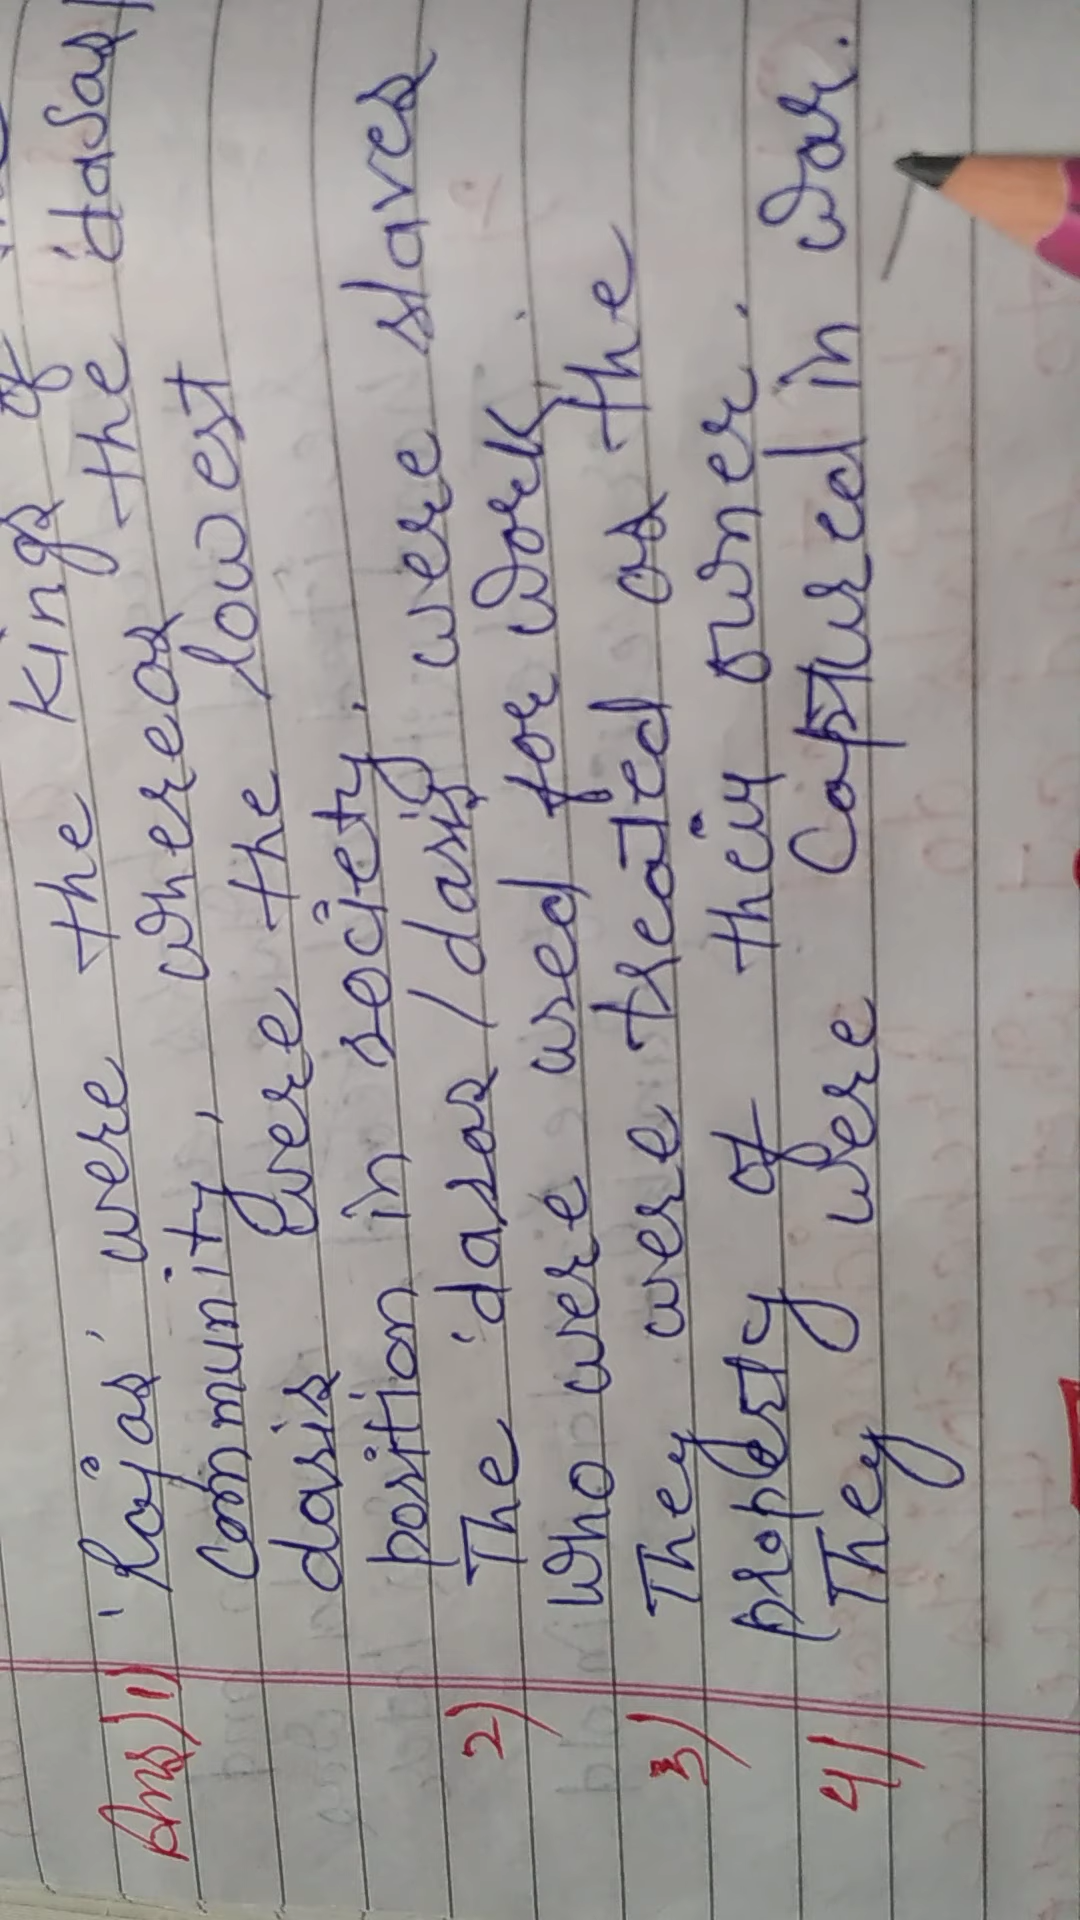 Ans) 1) 'Rajas' were the kings of
community, whereas the 'dasas/
dasis were the lowest
position in society.
2) The 'dasas/dasis were slaves
who were used for work.
3) They were treated as the
property of their owner.
4) They were captured in war.